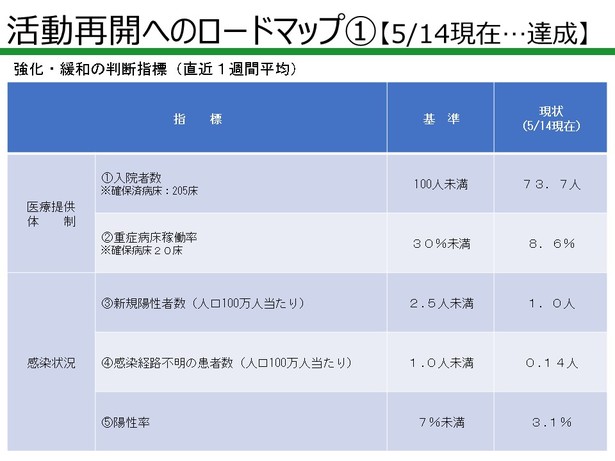 活動再開へのロードマップ①【5/14現在…達成】
強化・緩和の判断指標（直近１週間平均）
指　標
基　準
現状
(5/14現在)
医療提供
体　制
①入院者数
※確保済病床：205床
100人未満
７３．７人
②重症病床稼働率
※確保病床２０床
３０％未満
８．６％
感染状況
③新規陽性者数（人口100万人当たり）
２.５人未満
１．０人
④感染経路不明の患者数（人口100万人当たり）
１.０人未満
０.１４人
⑤陽性率
７％未満
３.１％